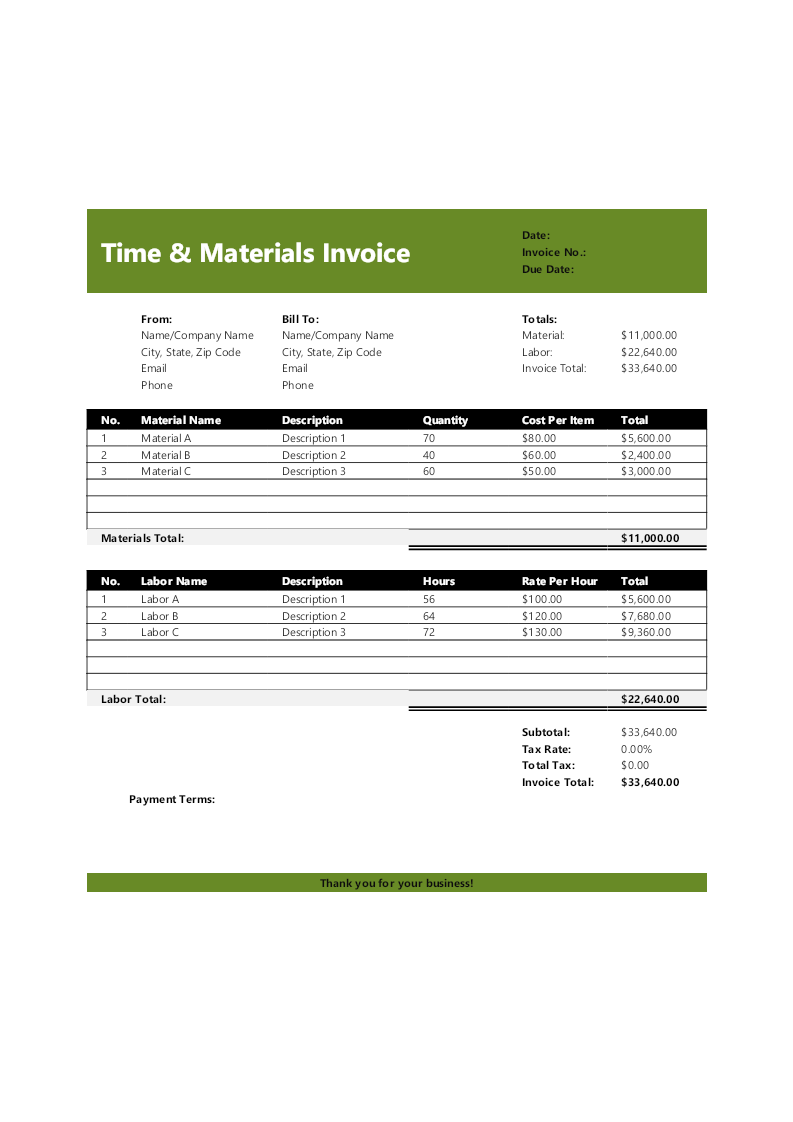 Time & Materials Invoice
Date:
Invoice No.:
Due Date:
From: Bill To: Totals:
Name/Company Name Name/Company Name Material: $11,000.00
City, State, Zip Code City, State, Zip Code Labor: $22,640.00
Email Email Invoice Total: $33,640.00
Phone Phone
No. Material Name Description Quantity Cost Per Item Total
1 Material A Description 1 70 $80.00 $5,600.00
2 Material B Description 2 40 $60.00 $2,400.00
3 Material C Description 3 60 $50.00 $3,000.00
Materials Total: $11,000.00
No. Labor Name Description Hours Rate Per Hour Total
1 Labor A Description 1 56 $100.00 $5,600.00
2 Labor B Description 2 64 $120.00 $7,680.00
3 Labor C Description 3 72 $130.00 $9,360.00
Labor Total: $22,640.00
Subtotal: $33,640.00
Tax Rate: 0.00%
Total Tax: $0.00
Invoice Total: $33,640.00
Payment Terms:
Thank you for your business!